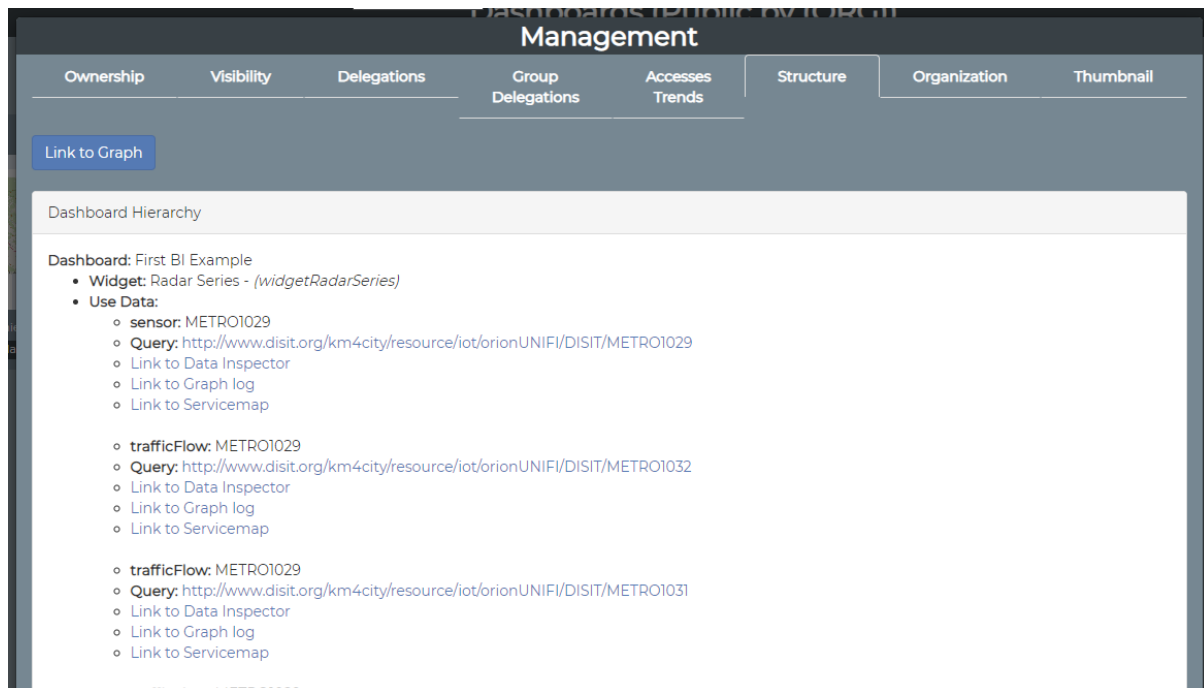 Dashboards (Public by [ORG])
Management
Ownership
Visibility
Delegations
Group
Delegations
Accesses
Trends
Structure
Organization
Thumbnail
Link to Graph
Dashboard Hierarchy
Dashboard: First BI Example
• Widget: Radar Series - (widgetRadarSeries)
• Use Data:
◦ sensor: METRO1029
◦ Query: http://www.disit.org/km4city/resource/iot/orionUNIFI/DISIT/METRO1029
◦ Link to Data Inspector
◦ Link to Graph log
◦ Link to Servicemap
◦ trafficFlow: METRO1029
◦ Query: http://www.disit.org/km4city/resource/iot/orionUNIFI/DISIT/METRO1032
◦ Link to Data Inspector
◦ Link to Graph log
◦ Link to Servicemap
◦ trafficFlow: METRO1029
◦ Query: http://www.disit.org/km4city/resource/iot/orionUNIFI/DISIT/METRO1031
◦ Link to Data Inspector
◦ Link to Graph log
◦ Link to Servicemap